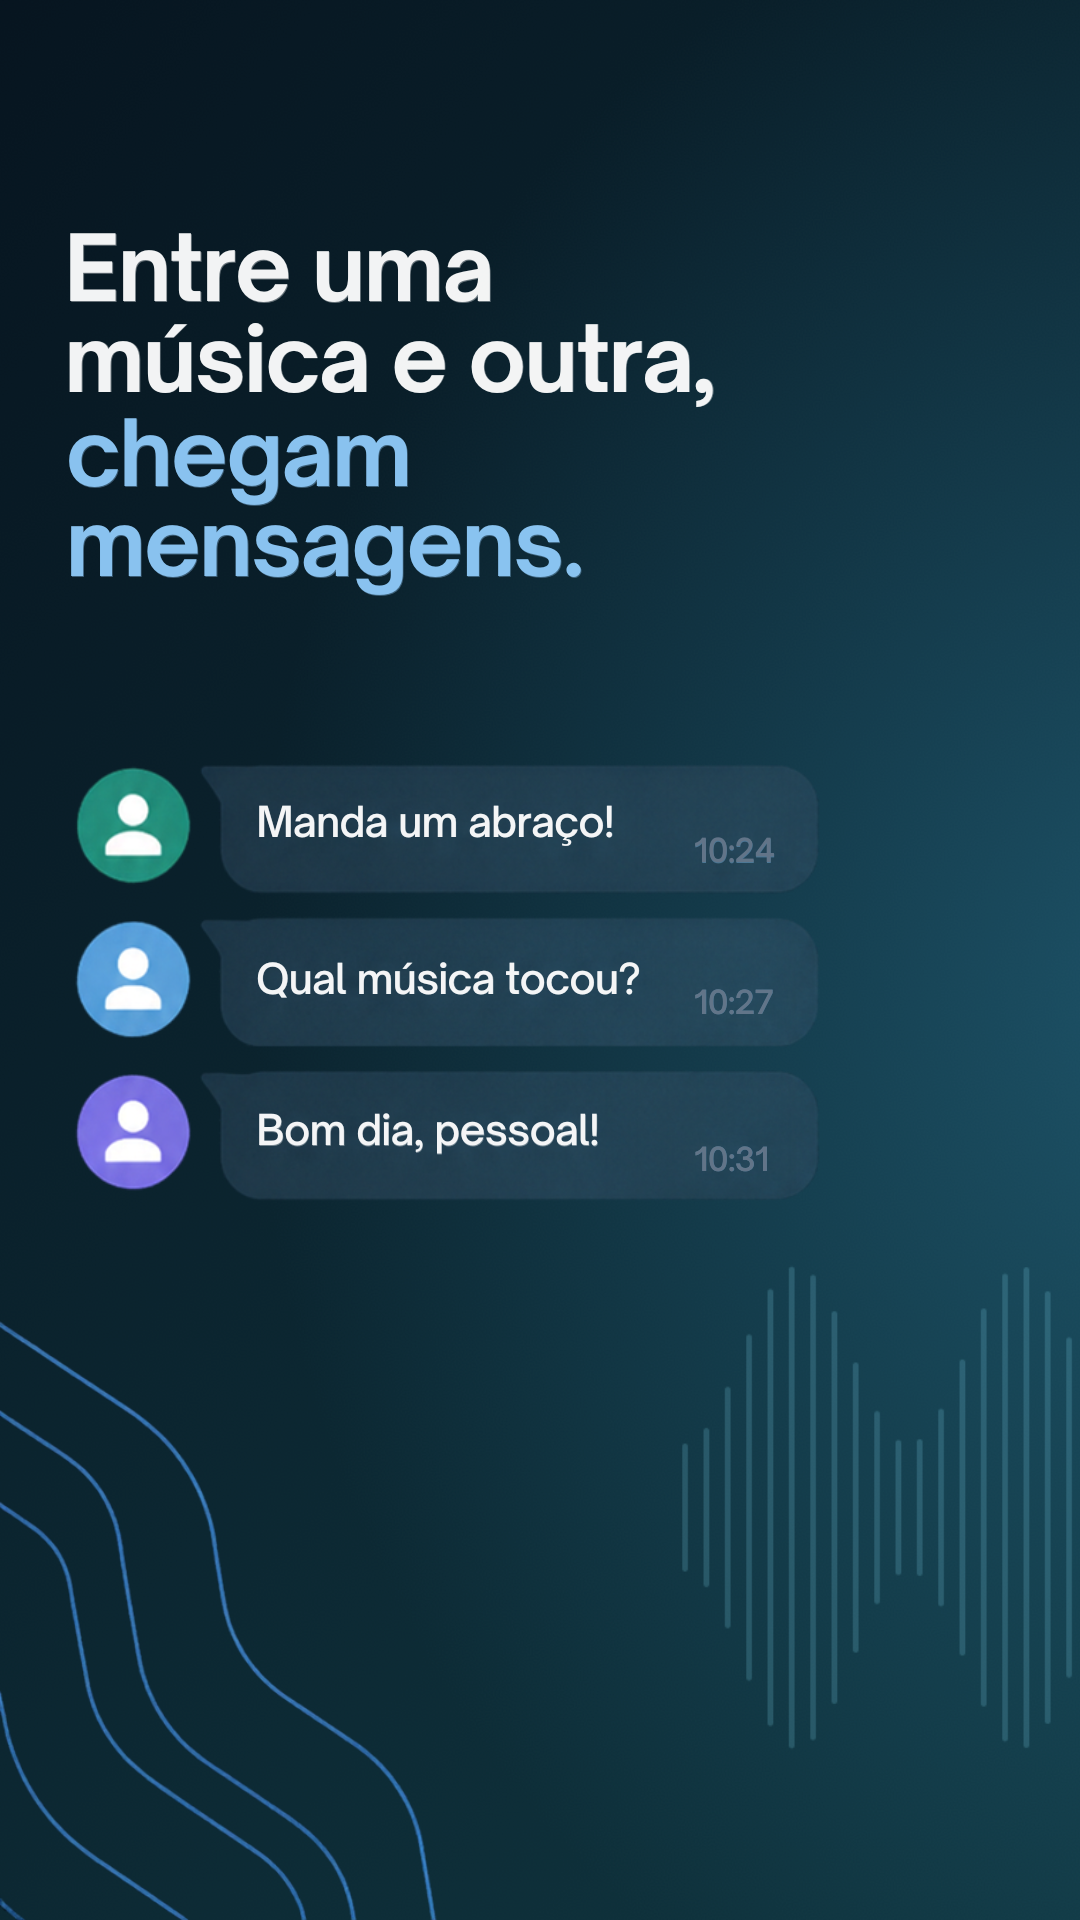 Entre uma
música e outra,
chegam
mensagens.
Manda um abraço!
10:24
Qual música tocou?
10:27
Bom dia, pessoal!
10:31